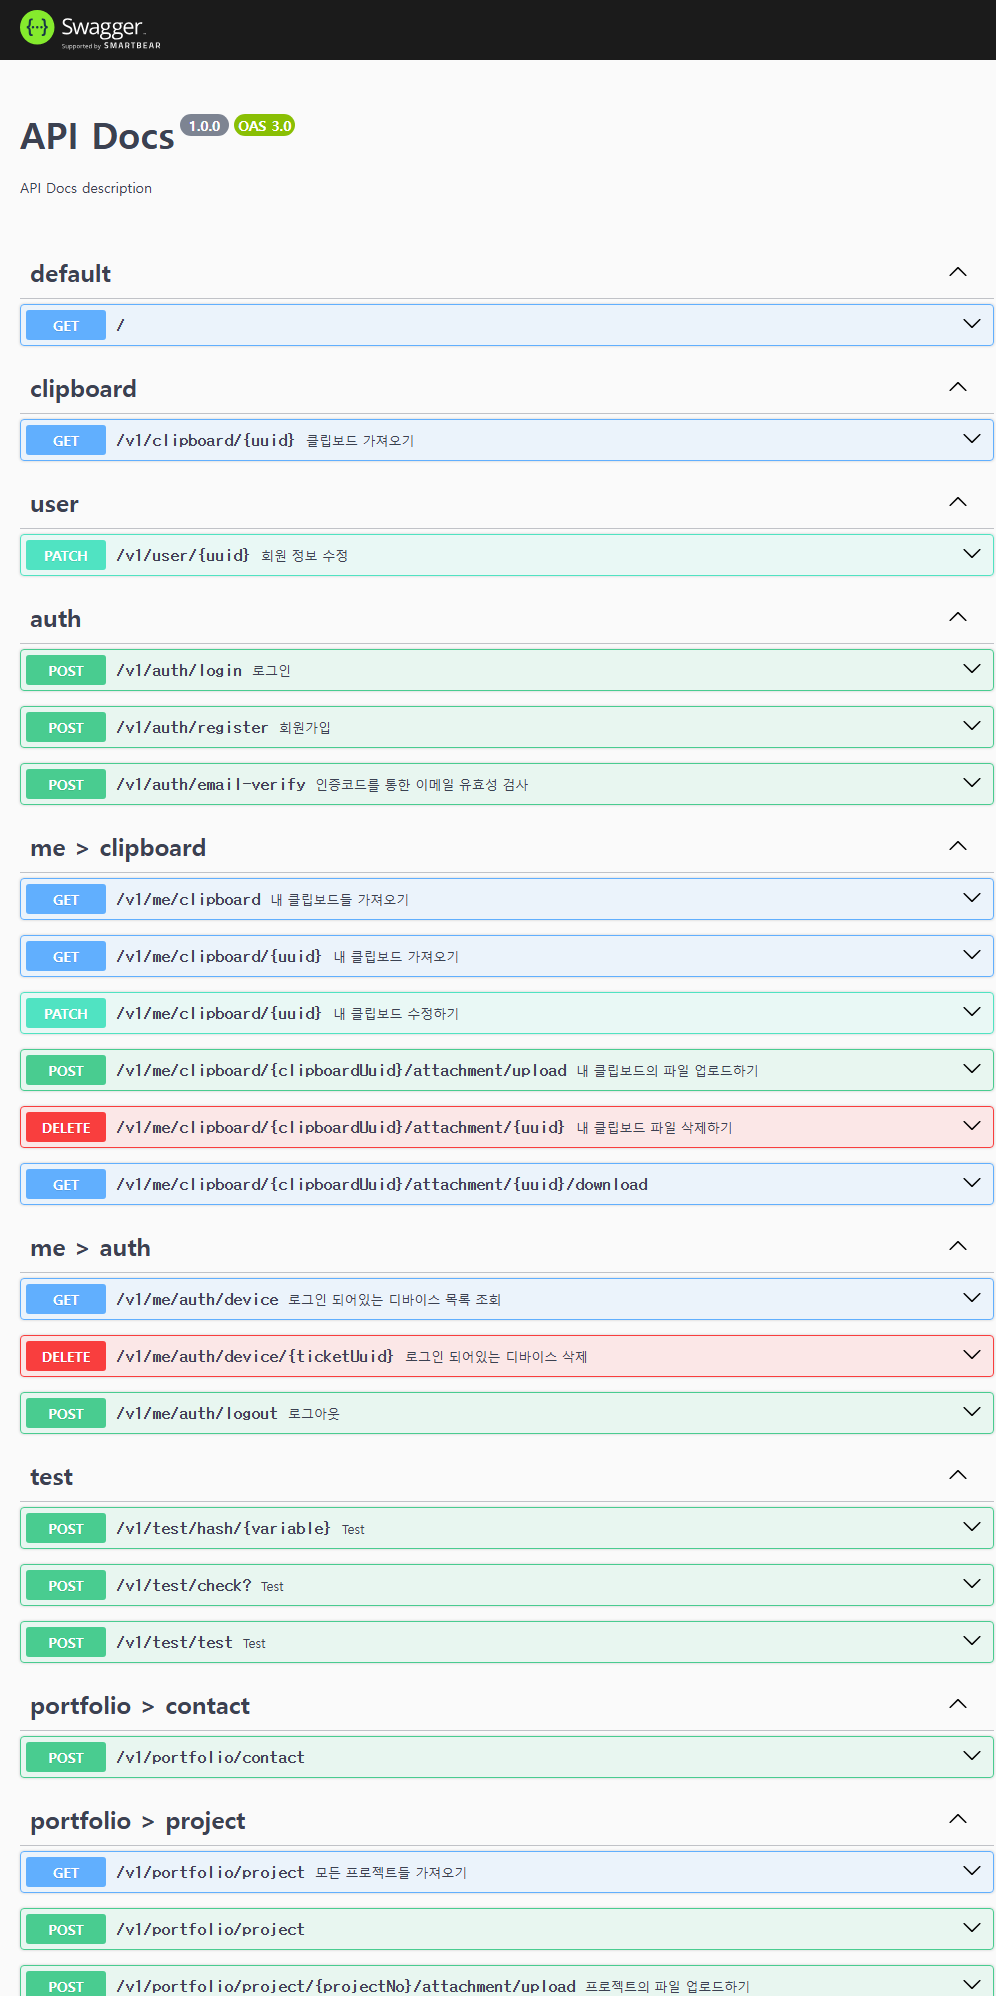 Swagger
Supported by SMARTBEAR
API Docs 1.0.0 OAS 3.0
API Docs description
default
GET /
clipboard
GET /v1/clipboard/{uuid} 클립보드 가져오기
user
PATCH /v1/user/{uuid} 회원 정보 수정
auth
POST /v1/auth/login 로그인
POST /v1/auth/register 회원가입
POST /v1/auth/email-verify 인증코드를 통한 이메일 유효성 검사
me > clipboard
GET /v1/me/clipboard 내 클립보드들 가져오기
GET /v1/me/clipboard/{uuid} 내 클립보드 가져오기
PATCH /v1/me/clipboard/{uuid} 내 클립보드 수정하기
POST /v1/me/clipboard/{clipboardUuid}/attachment/upload 내 클립보드의 파일 업로드하기
DELETE /v1/me/clipboard/{clipboardUuid}/attachment/{uuid} 내 클립보드 파일 삭제하기
GET /v1/me/clipboard/{clipboardUuid}/attachment/{uuid}/download
me > auth
GET /v1/me/auth/device 로그인 되어있는 디바이스 목록 조회
DELETE /v1/me/auth/device/{ticketUuid} 로그인 되어있는 디바이스 삭제
POST /v1/me/auth/logout 로그아웃
test
POST /v1/test/hash/{variable} Test
POST /v1/test/check? Test
POST /v1/test/test Test
portfolio > contact
POST /v1/portfolio/contact
portfolio > project
GET /v1/portfolio/project 모든 프로젝트들 가져오기
POST /v1/portfolio/project
POST /v1/portfolio/project/{projectNo}/attachment/upload 프로젝트의 파일 업로드하기